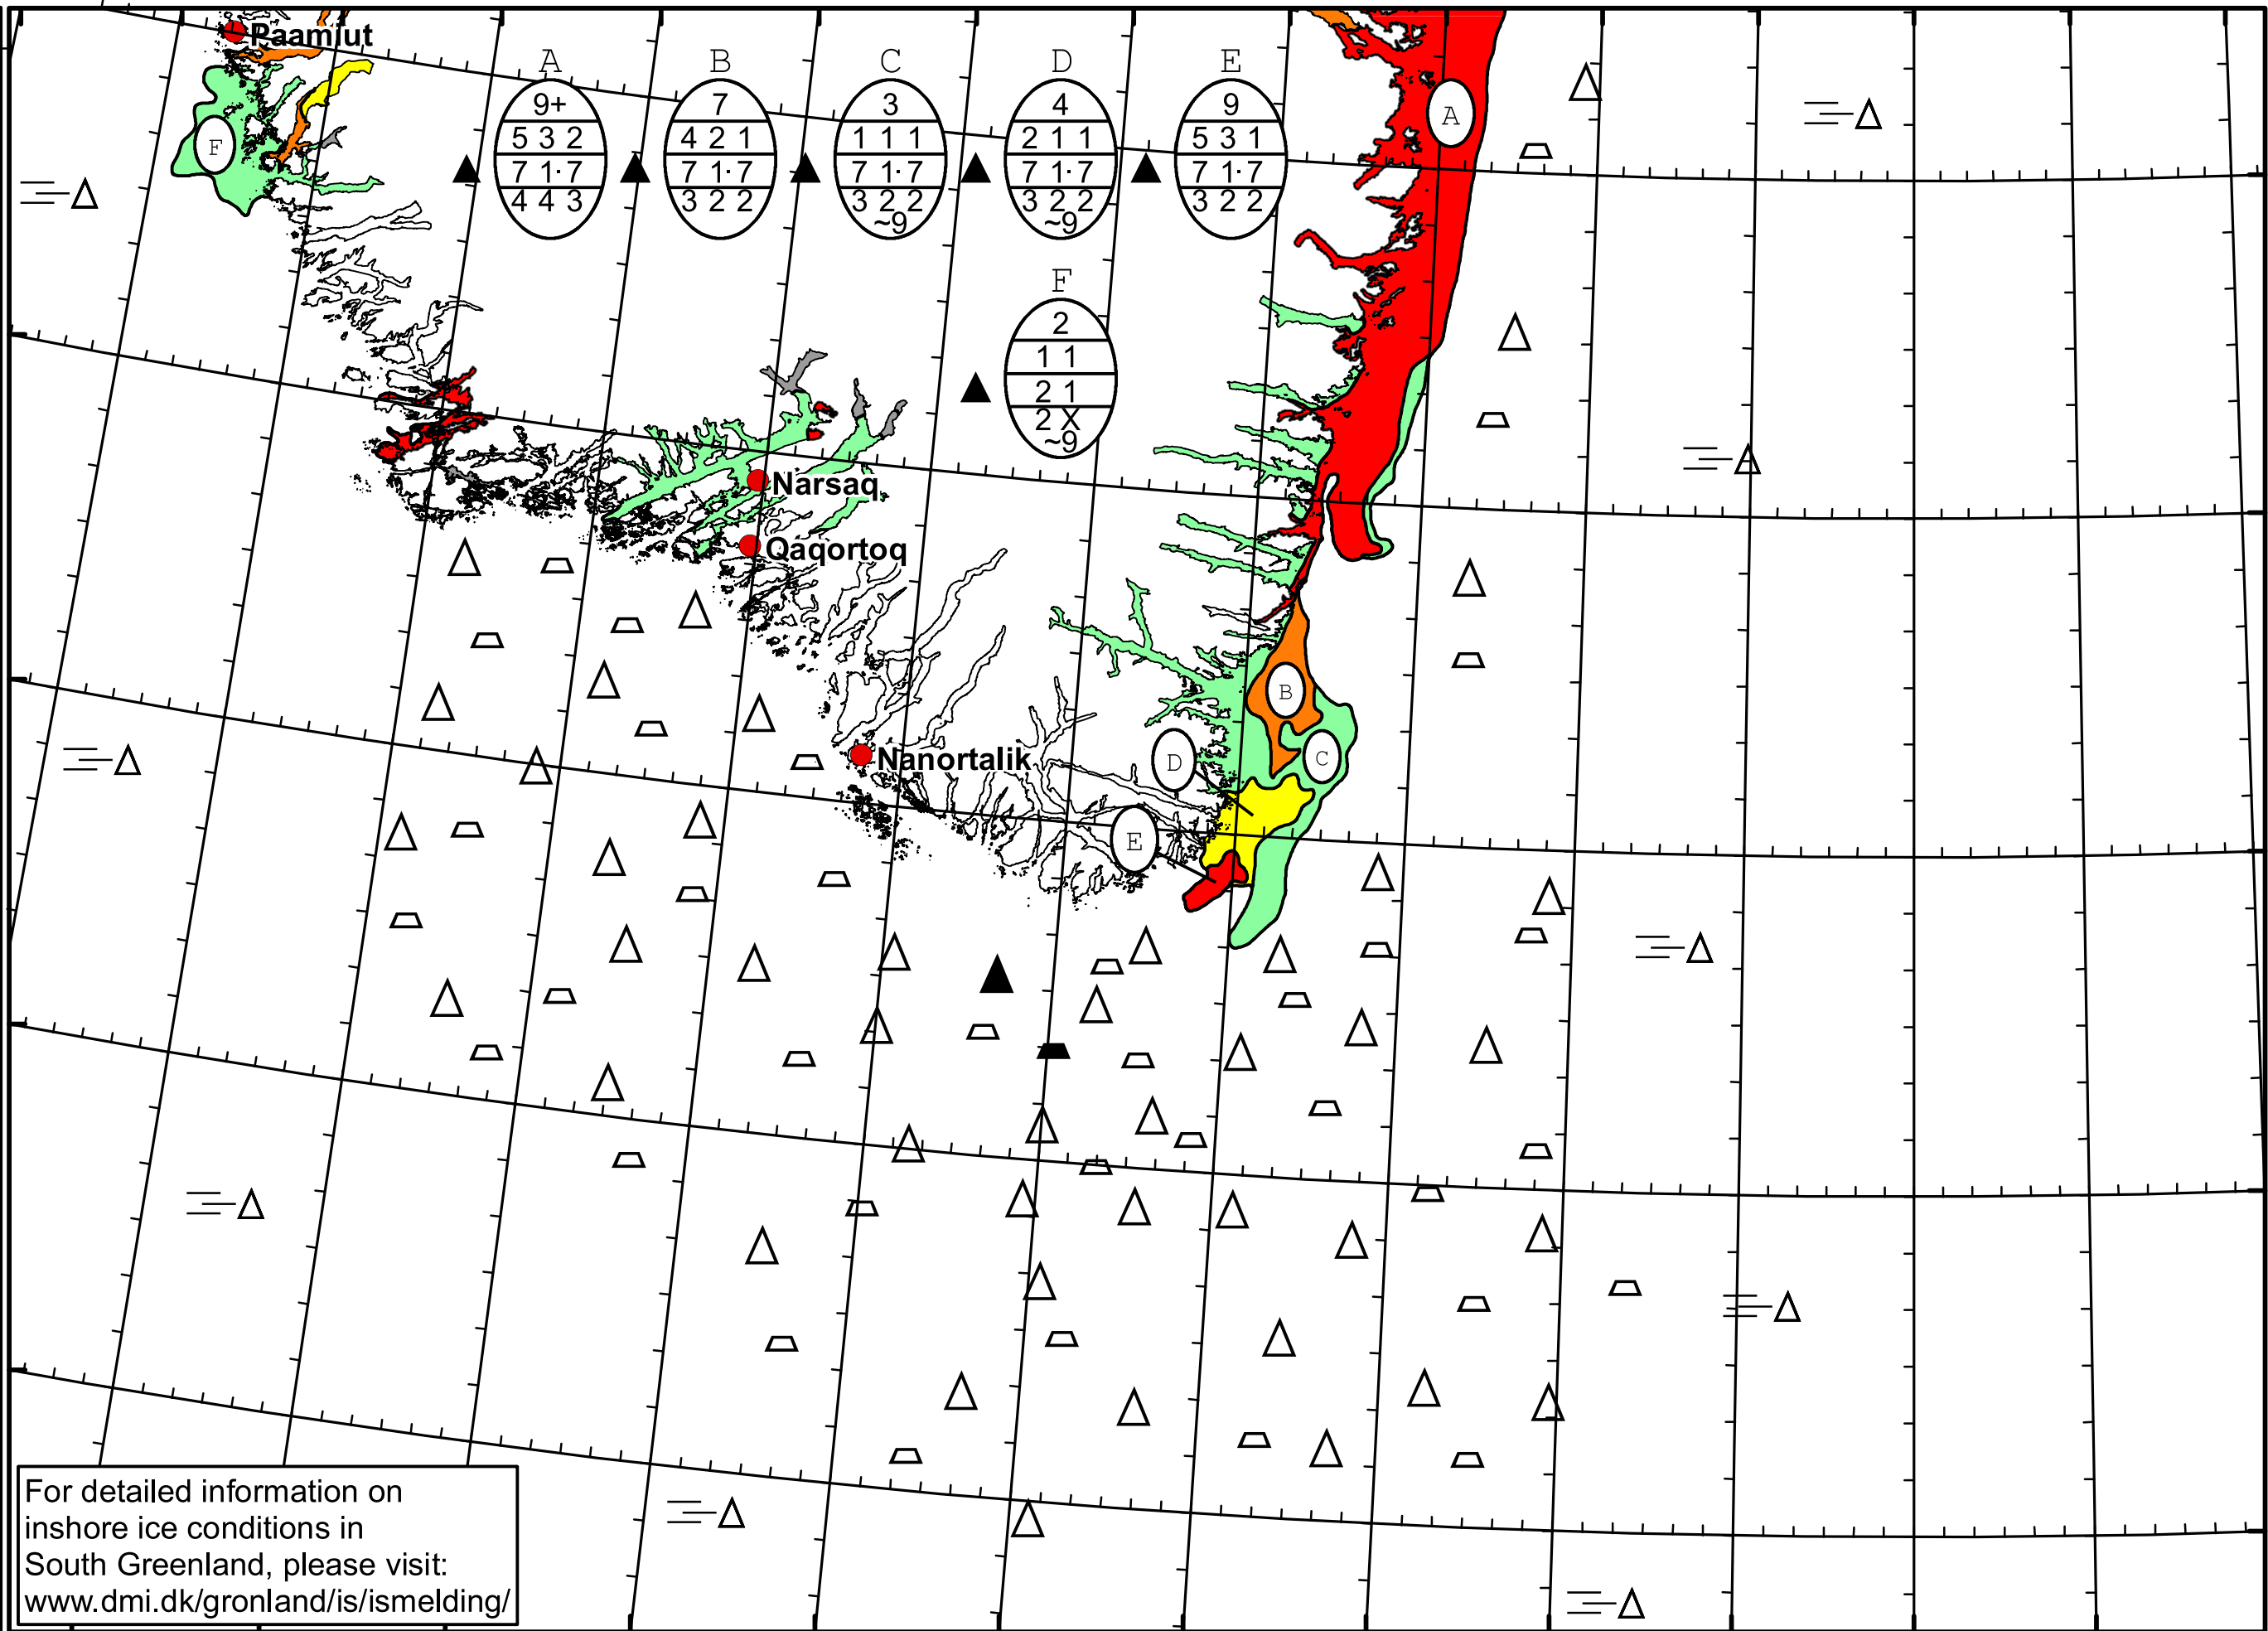 Paamiut
A B C D E
9+ 7 3 4 9
5 3 2 4 2 1 1 1 1 2 1 1 5 3 1
7 1· 7 7 1· 7 7 1· 7 7 1· 7 7 1· 7
4 4 3 3 2 2 3 2 2 3 2 2 3 2 2
~9 ~9
A
F
F
2
1 1
2 1
2 X
~9
Narsaq
Qaqortoq
B
Nanortalik
D
C
E
For detailed information on
inshore ice conditions in
South Greenland, please visit:
www.dmi.dk/gronland/is/ismelding/